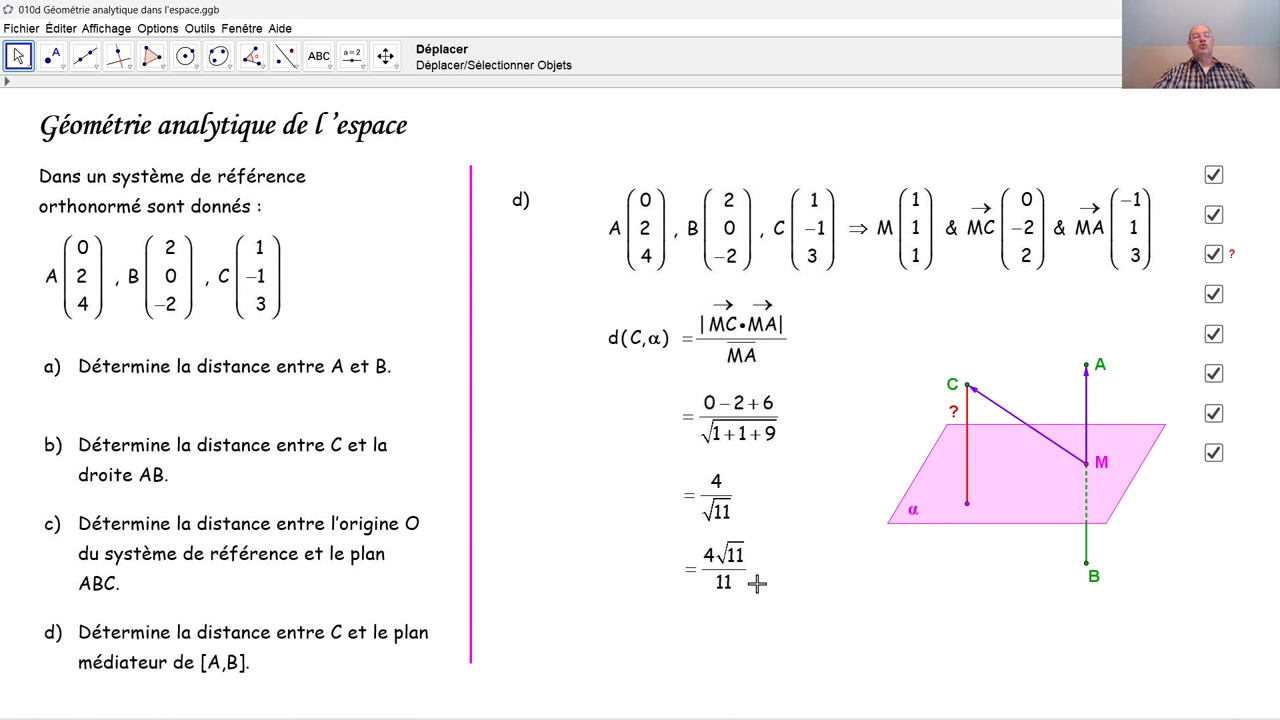 010d Géométrie analytique dans l'espace.ggb
Fichier Éditer Affichage Options Outils Fenêtre Aide
A
α
ABC
a=2
Déplacer
Déplacer/Sélectionner Objets
Géométrie analytique de l'espace
Dans un système de référence
orthonormé sont donnés :
A (0 2 4) , B (2 0 −2) , C (1 −1 3)
a) Détermine la distance entre A et B.
b) Détermine la distance entre C et la
droite AB.
c) Détermine la distance entre l'origine O
du système de référence et le plan
ABC.
d) Détermine la distance entre C et le plan
médiateur de [A,B].
d)
A (0 2 4) , B (2 0 −2) , C (1 −1 3) ⇒ M (1 1 1) & MC→ (0 −2 2) & MA→ (−1 1 3)
d(C,α) = |MC→•MA→| / MA
= (0−2+6) / √(1+1+9)
= 4 / √11
= 4√11 / 11
?
A
C
?
M
α
B